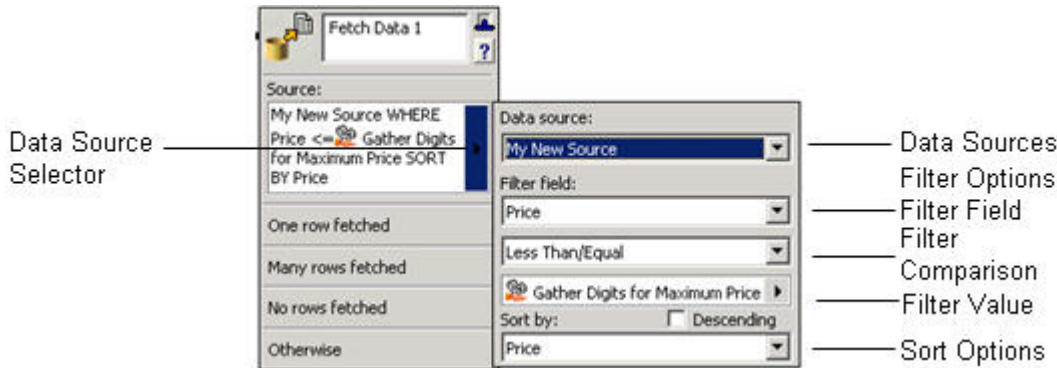 Fetch Data 1
?
Source:
My New Source WHERE
Price <= Gather Digits
for Maximum Price SORT
BY Price
One row fetched
Many rows fetched
No rows fetched
Otherwise
Data source:
My New Source
Filter field:
Price
Less Than/Equal
Gather Digits for Maximum Price
Sort by:
Descending
Price
Data Source
Selector
Data Sources
Filter Options
Filter Field
Filter
Comparison
Filter Value
Sort Options